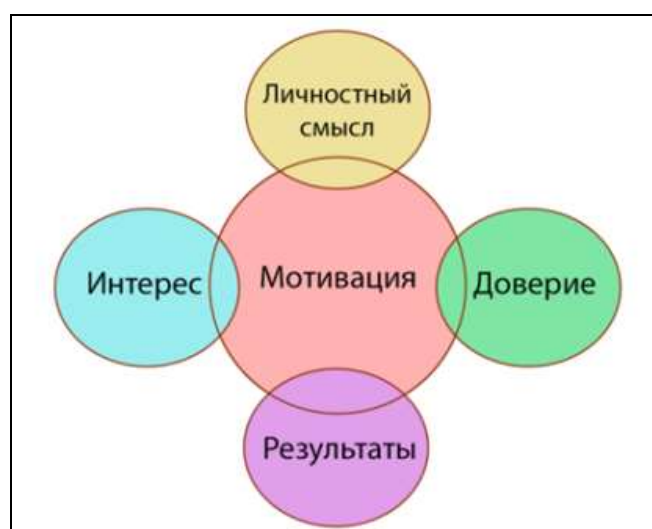 Личностный
смысл
Интерес
Мотивация
Доверие
Результаты